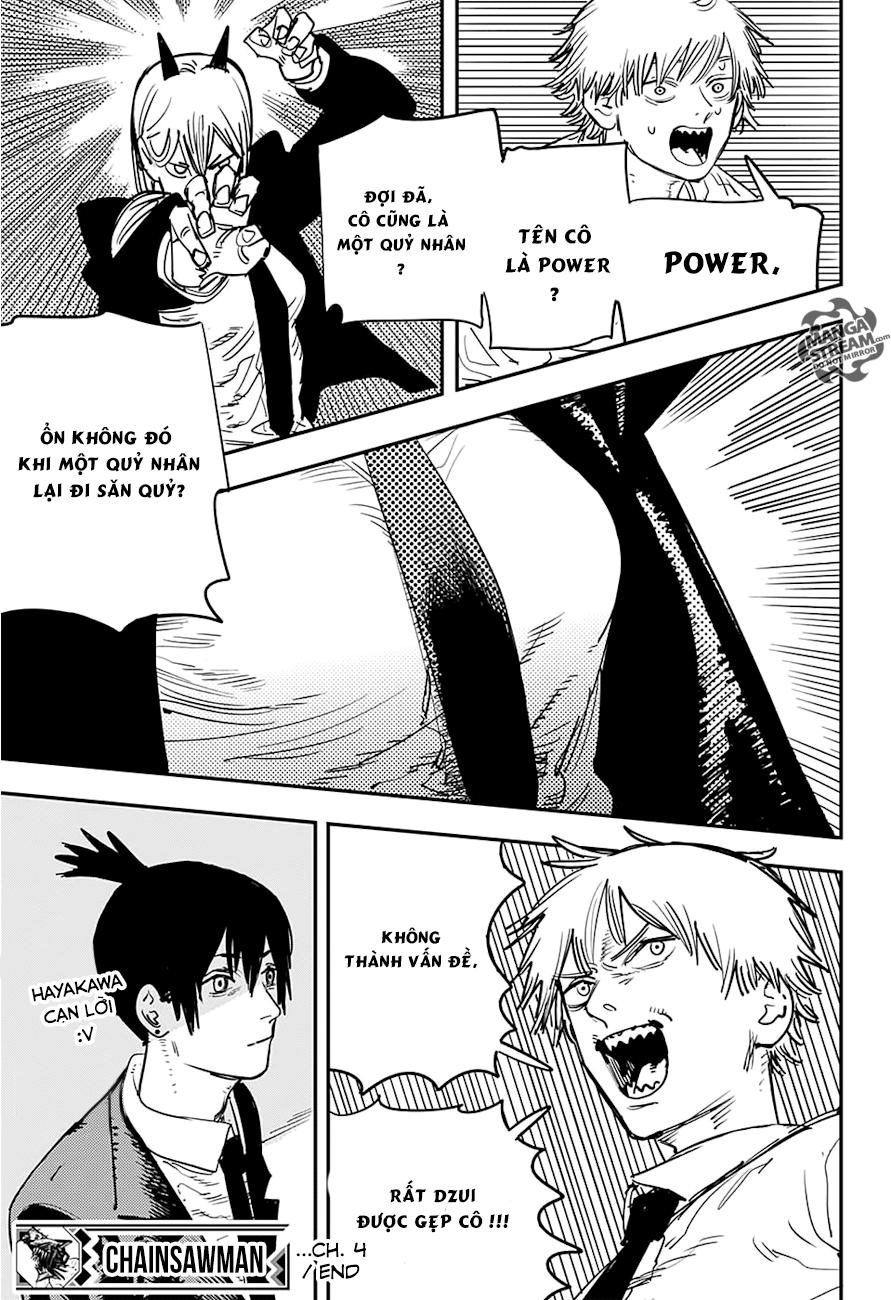 POWER,
TÊN CÔ
LÀ POWER
?
ĐỢI ĐÃ,
CÔ CŨNG LÀ
MỘT QUỶ NHÂN
?
MANGA
STREAM.com
DO NOT MIRROR
ỔN KHÔNG ĐÓ
KHI MỘT QUỶ NHÂN
LẠI ĐI SĂN QUỶ?
KHÔNG
THÀNH VẤN ĐỀ,
RẤT DZUI
ĐƯỢC GẸP CÔ !!!
HAYAKAWA
CẠN LỜI
:V
CHAINSAWMAN
...CH. 4
/END